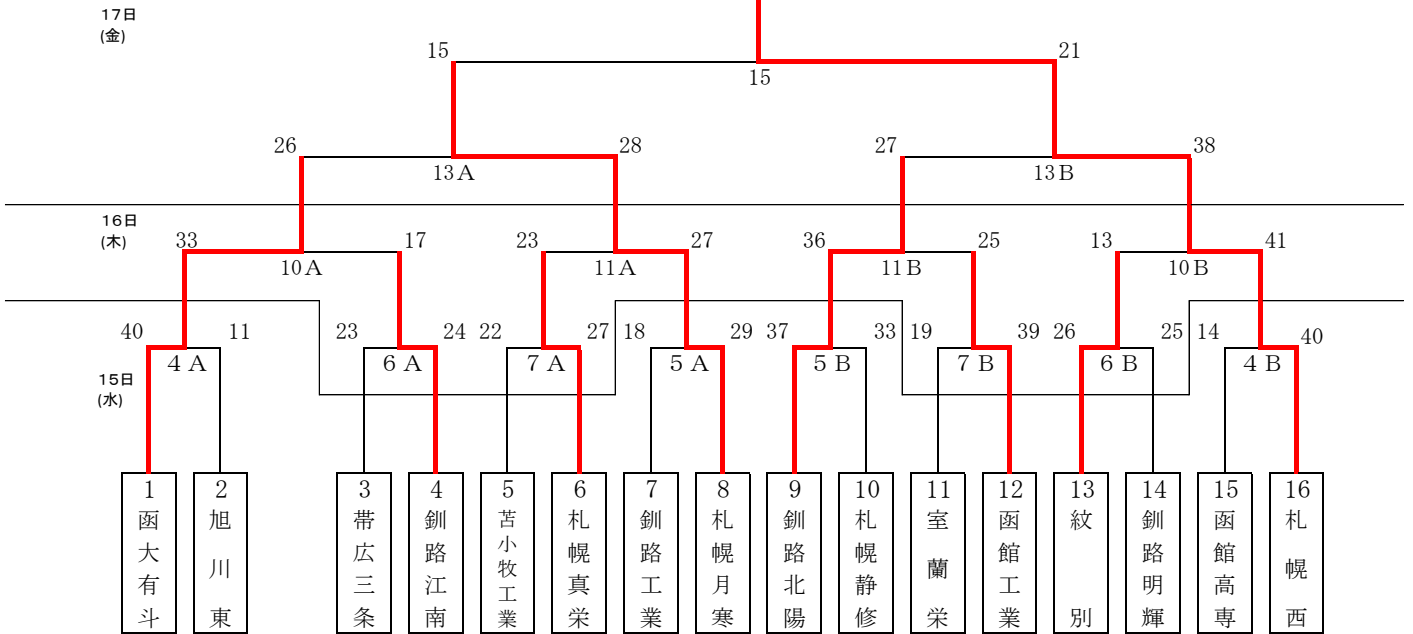 17日
(金)
15 21
15
26 28 27 38
13A 13B
16日
(木)
33 17 23 27 36 25 13 41
10A 11A 11B 10B
40 11 23 24 22 27 18 29 37 33 19 39 26 25 14 40
4A 6A 7A 5A 5B 7B 6B 4B
15日
(水)
1 函大有斗
2 旭川東
3 帯広三条
4 釧路江南
5 苫小牧工業
6 札幌真栄
7 釧路工業
8 札幌月寒
9 釧路北陽
10 札幌静修
11 室蘭栄
12 函館工業
13 紋別
14 釧路明輝
15 函館高専
16 札幌西